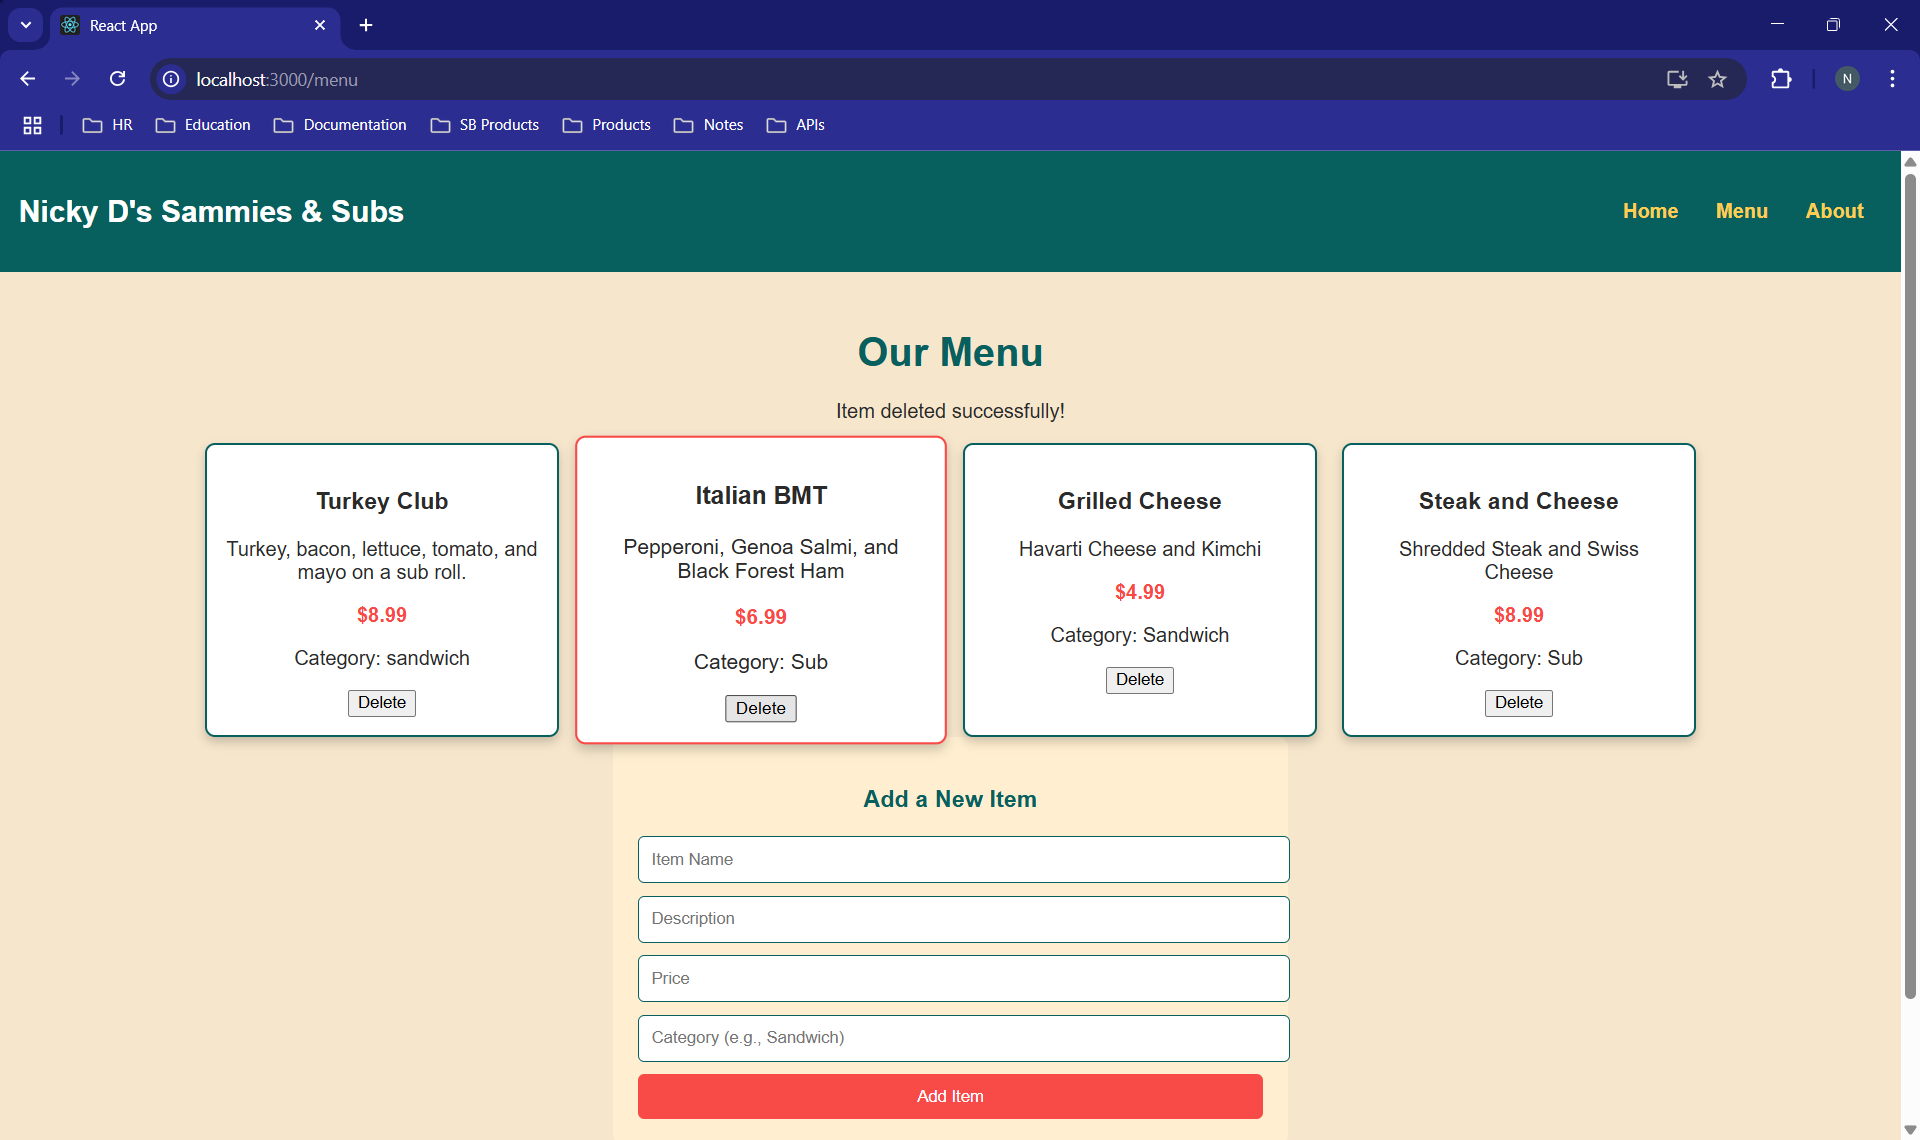 React App
localhost:3000/menu
N
HR
Education
Documentation
SB Products
Products
Notes
APIs
Nicky D's Sammies & Subs
Home
Menu
About
Our Menu
Item deleted successfully!
Turkey Club
Turkey, bacon, lettuce, tomato, and
mayo on a sub roll.
$8.99
Category: sandwich
Delete
Italian BMT
Pepperoni, Genoa Salmi, and
Black Forest Ham
$6.99
Category: Sub
Delete
Grilled Cheese
Havarti Cheese and Kimchi
$4.99
Category: Sandwich
Delete
Steak and Cheese
Shredded Steak and Swiss
Cheese
$8.99
Category: Sub
Delete
Add a New Item
Item Name
Description
Price
Category (e.g., Sandwich)
Add Item